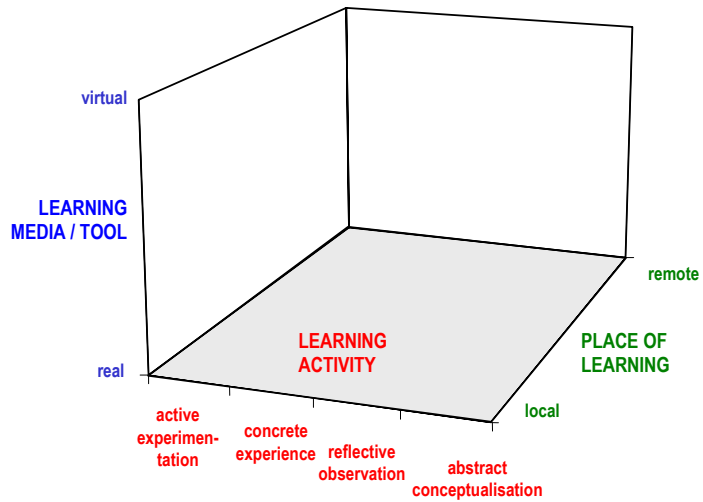 virtual
LEARNING
MEDIA / TOOL
real
LEARNING
ACTIVITY
remote
PLACE OF
LEARNING
local
active
experimen-
tation
concrete
experience
reflective
observation
abstract
conceptualisation